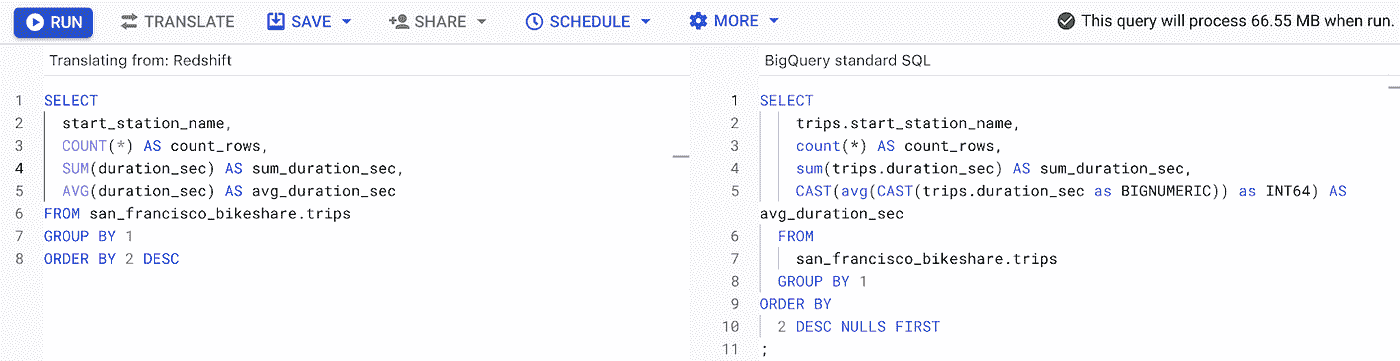 RUN TRANSLATE SAVE SHARE SCHEDULE MORE This query will process 66.55 MB when run.
Translating from: Redshift
1 SELECT
2 start_station_name,
3 COUNT(*) AS count_rows,
4 SUM(duration_sec) AS sum_duration_sec,
5 AVG(duration_sec) AS avg_duration_sec
6 FROM san_francisco_bikeshare.trips
7 GROUP BY 1
8 ORDER BY 2 DESC
BigQuery standard SQL
1 SELECT
2 trips.start_station_name,
3 count(*) AS count_rows,
4 sum(trips.duration_sec) AS sum_duration_sec,
5 CAST(avg(CAST(trips.duration_sec as BIGNUMERIC)) as INT64) AS
avg_duration_sec
6 FROM
7 san_francisco_bikeshare.trips
8 GROUP BY 1
9 ORDER BY
10 2 DESC NULLS FIRST
11 ;